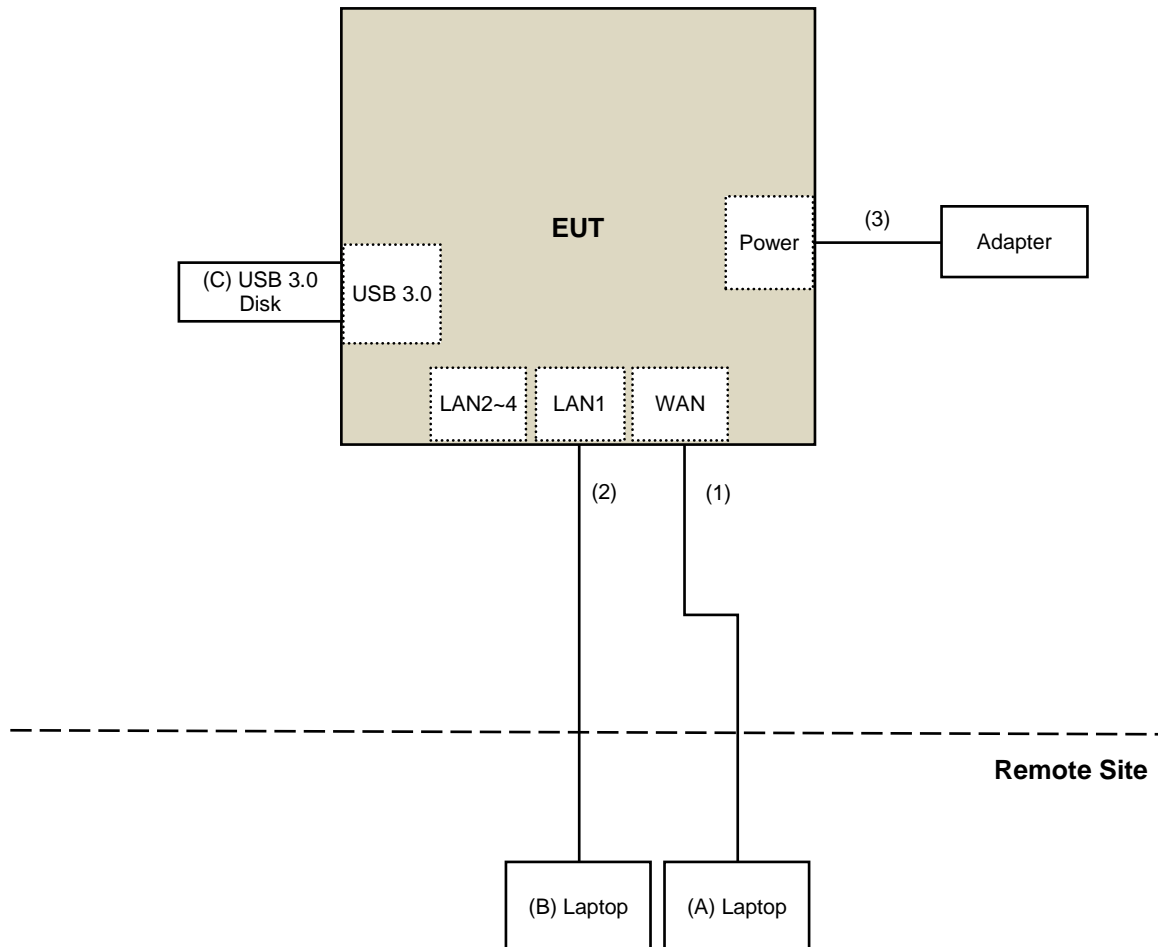 EUT
Power
(3)
Adapter
(C) USB 3.0
Disk
USB 3.0
LAN2~4
LAN1
WAN
(2)
(1)
Remote Site
(B) Laptop
(A) Laptop